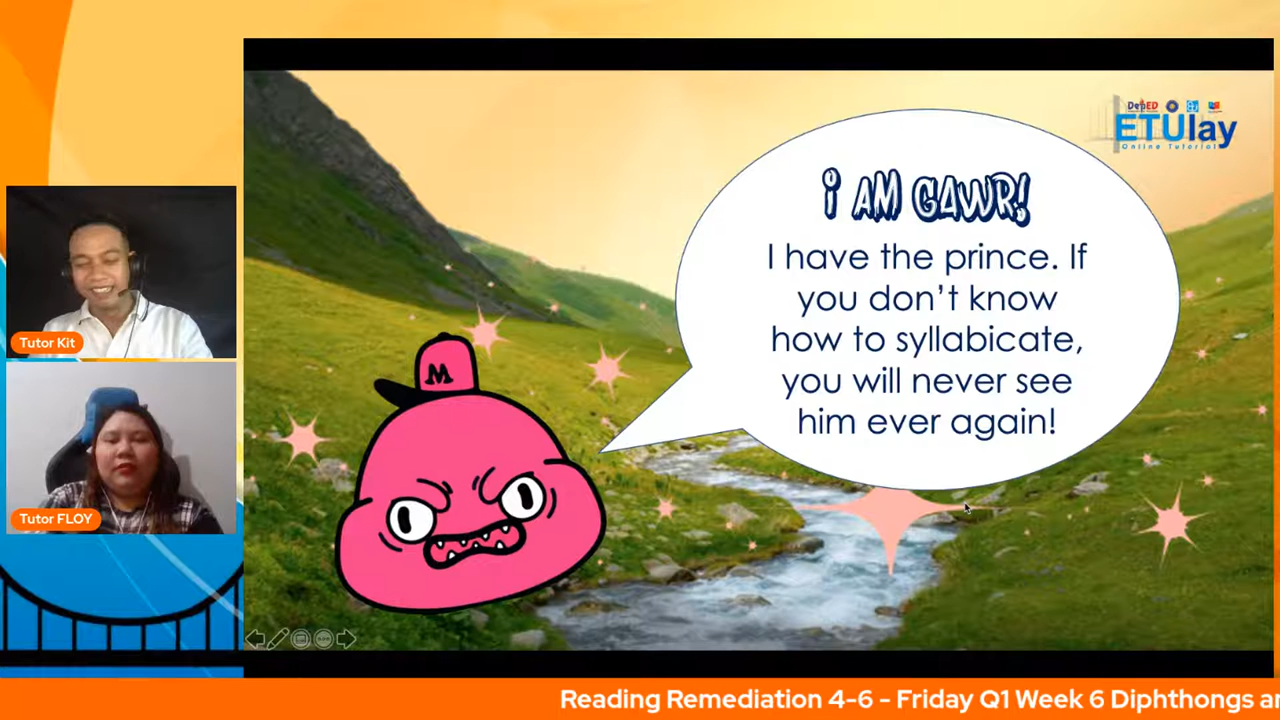 DepED
ETUlay
Online Tutorial
I AM GAWR!
I have the prince. If
you don't know
how to syllabicate,
you will never see
him ever again!
M
Tutor Kit
Tutor FLOY
Reading Remediation 4-6 - Friday Q1 Week 6 Diphthongs a